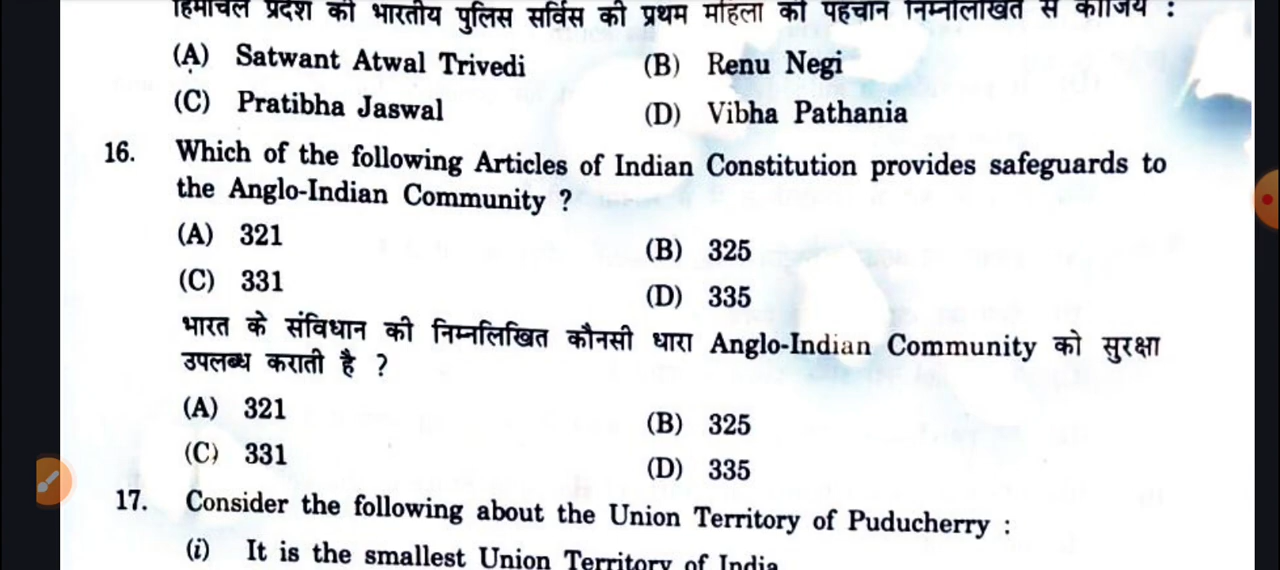 हिमाचल प्रदेश की भारतीय पुलिस सर्विस की प्रथम महिला की पहचान निम्नलिखित से कीजिये :
(A) Satwant Atwal Trivedi (B) Renu Negi
(C) Pratibha Jaswal (D) Vibha Pathania
16. Which of the following Articles of Indian Constitution provides safeguards to
the Anglo-Indian Community ?
(A) 321 (B) 325
(C) 331 (D) 335
भारत के संविधान की निम्नलिखित कौनसी धारा Anglo-Indian Community को सुरक्षा
उपलब्ध कराती है ?
(A) 321 (B) 325
(C) 331 (D) 335
17. Consider the following about the Union Territory of Puducherry :
(i) It is the smallest Union Territory of India